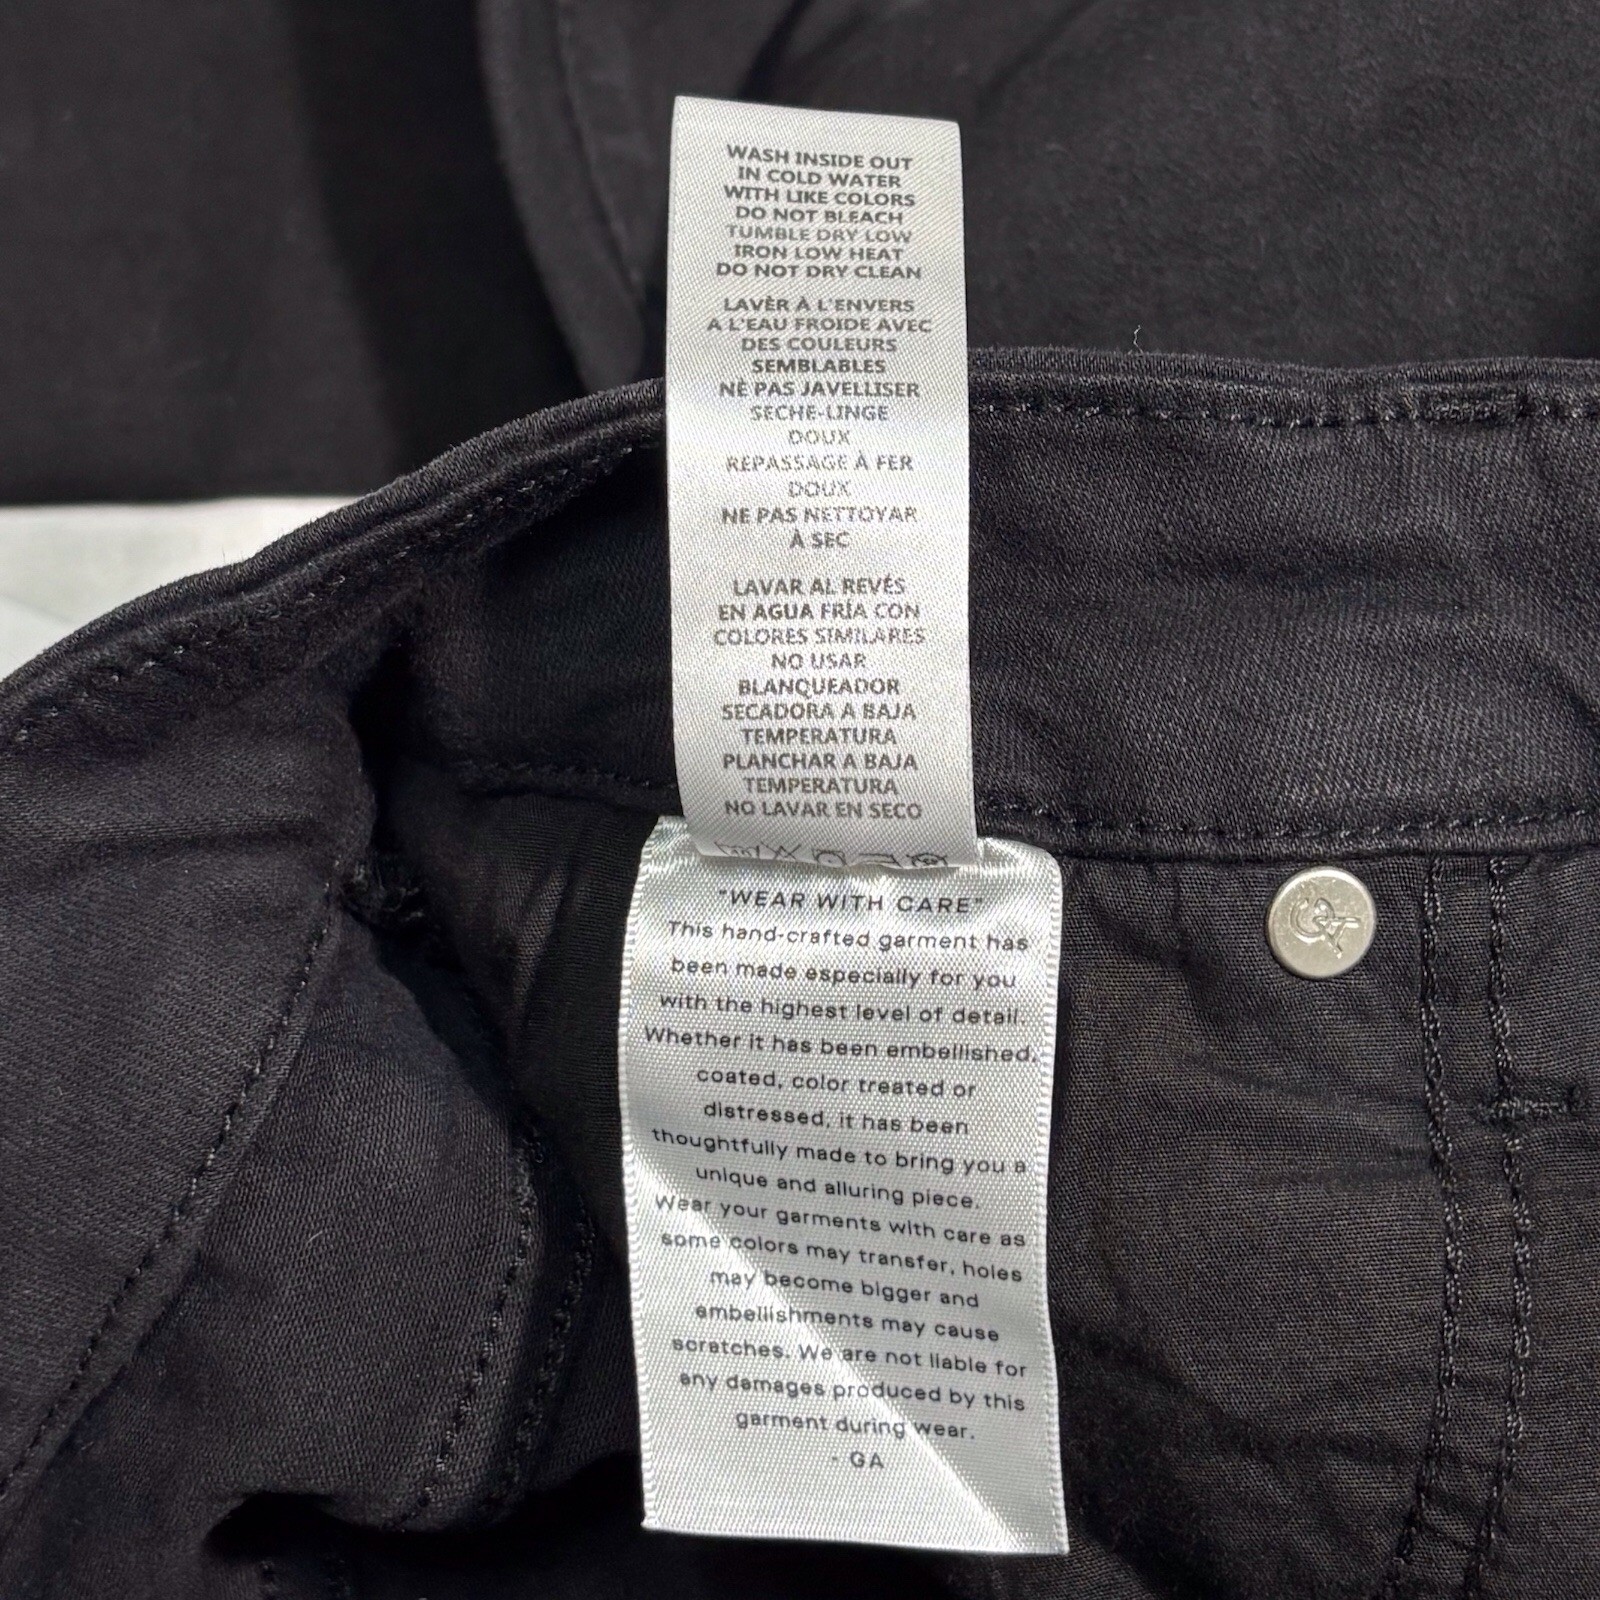 WASH INSIDE OUT
IN COLD WATER
WITH LIKE COLORS
DO NOT BLEACH
TUMBLE DRY LOW
IRON LOW HEAT
DO NOT DRY CLEAN
LAVÈR À L'ENVERS
A L'EAU FROIDE AVEC
DES COULEURS
SEMBLABLES
NE PAS JAVELLISER
SECHE-LINGE
DOUX
REPASSAGE À FER
DOUX
NE PAS NETTOYAR
À SEC
LAVAR AL REVÉS
EN AGUA FRÍA CON
COLORES SIMILARES
NO USAR
BLANQUEADOR
SECADORA A BAJA
TEMPERATURA
PLANCHAR A BAJA
TEMPERATURA
NO LAVAR EN SECO
"WEAR WITH CARE"
This hand-crafted garment has
been made especially for you
with the highest level of detail.
Whether it has been embellished,
coated, color treated or
distressed, it has been
thoughtfully made to bring you a
unique and alluring piece.
Wear your garments with care as
some colors may transfer, holes
may become bigger and
embellishments may cause
scratches. We are not liable for
any damages produced by this
garment during wear.
- GA
GA